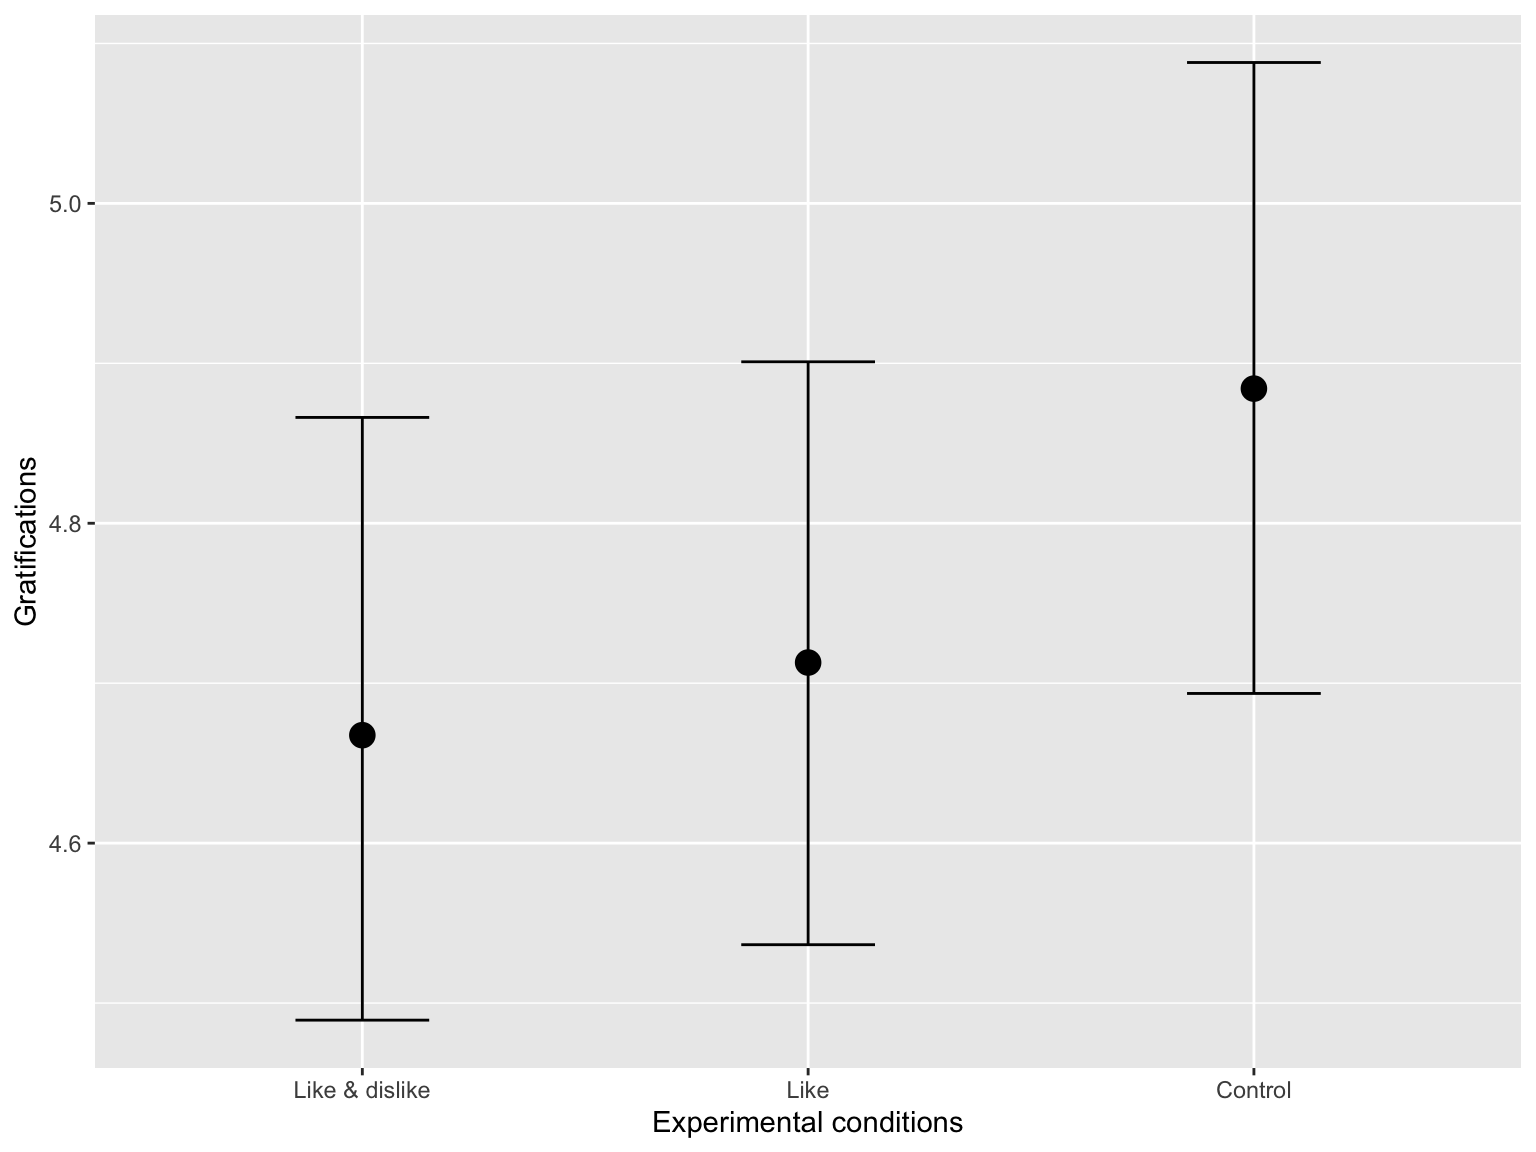 5.0
4.8
4.6
Gratifications
Like & dislike
Like
Control
Experimental conditions